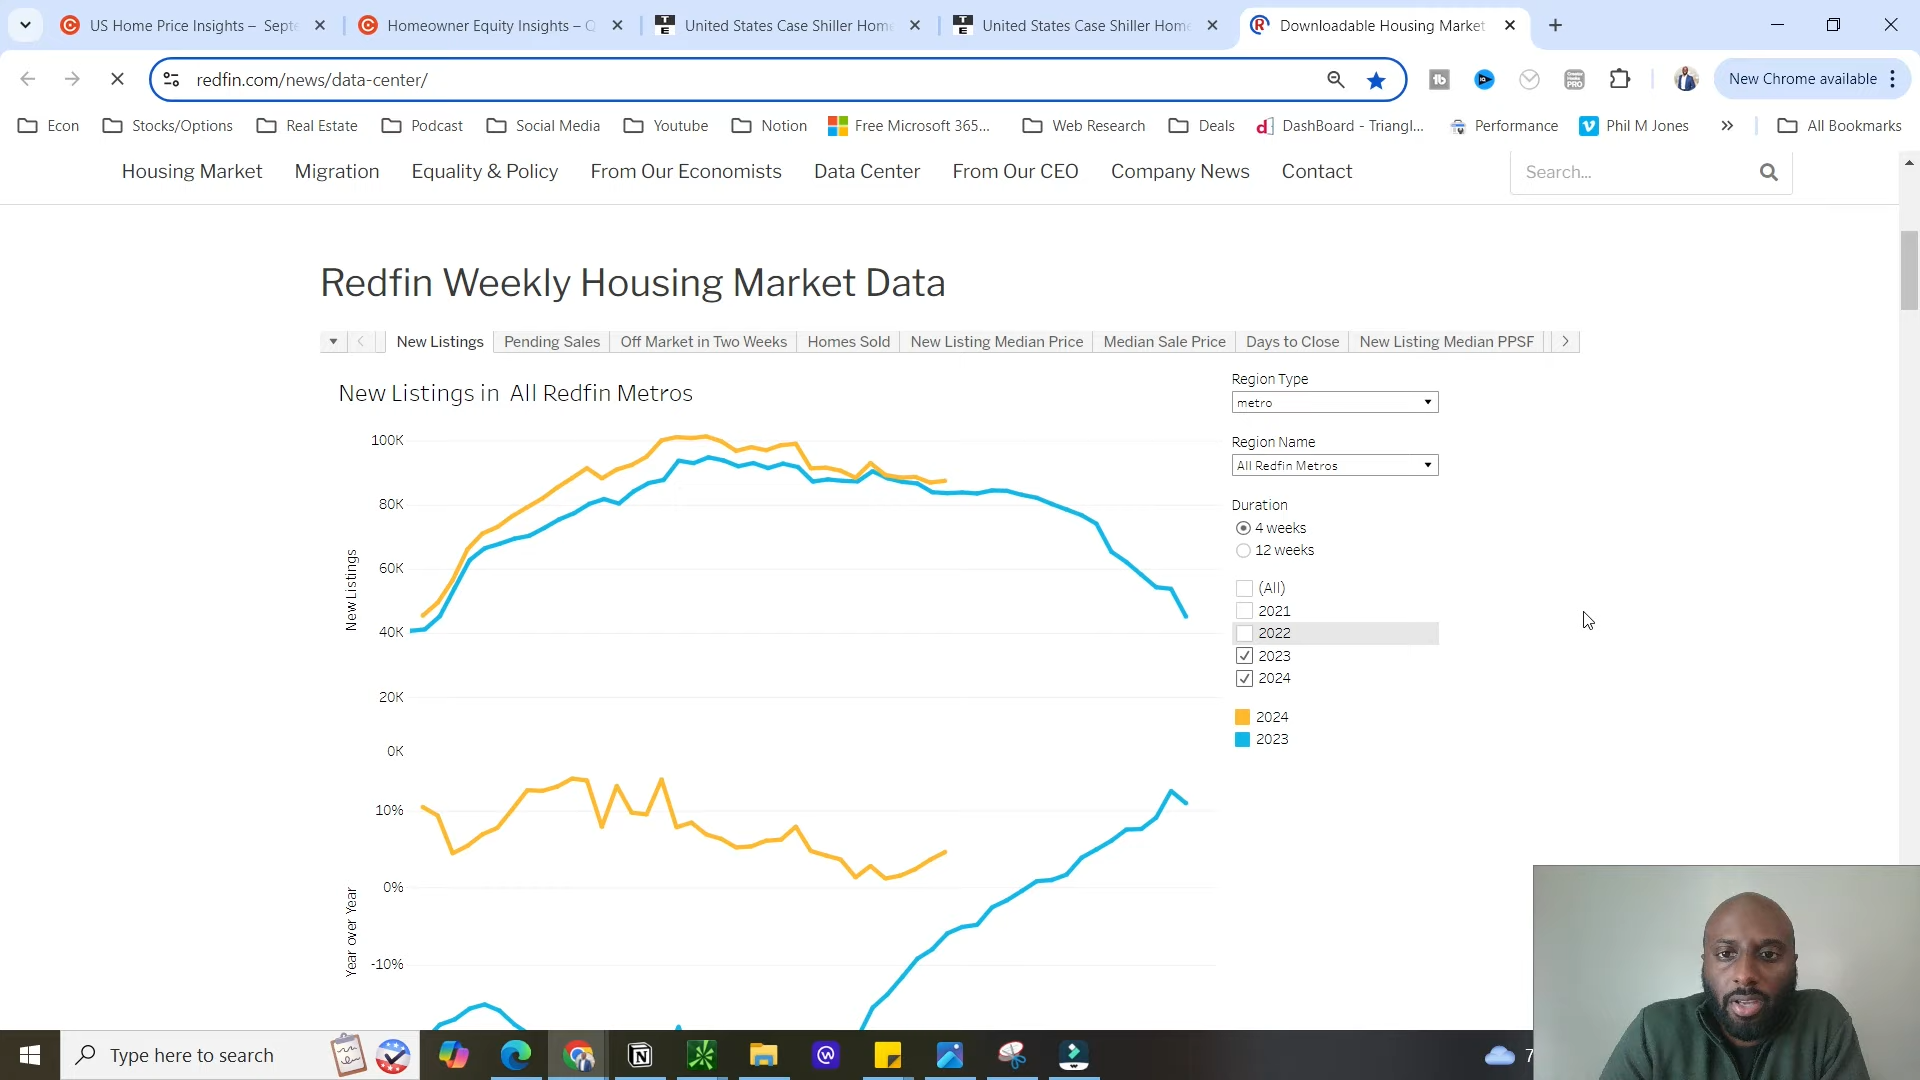 US Home Price Insights – Septe
Homeowner Equity Insights – Q
United States Case Shiller Home
United States Case Shiller Home
Downloadable Housing Market
redfin.com/news/data-center/
New Chrome available
Econ
Stocks/Options
Real Estate
Podcast
Social Media
Youtube
Notion
Free Microsoft 365...
Web Research
Deals
DashBoard - Triangl...
Performance
Phil M Jones
All Bookmarks
Housing Market
Migration
Equality & Policy
From Our Economists
Data Center
From Our CEO
Company News
Contact
Search...
Redfin Weekly Housing Market Data
New Listings
Pending Sales
Off Market in Two Weeks
Homes Sold
New Listing Median Price
Median Sale Price
Days to Close
New Listing Median PPSF
New Listings in All Redfin Metros
100K
80K
60K
40K
20K
0K
New Listings
10%
0%
-10%
Year over Year
Region Type
metro
Region Name
All Redfin Metros
Duration
4 weeks
12 weeks
(All)
2021
2022
2023
2024
2024
2023
Type here to search
7